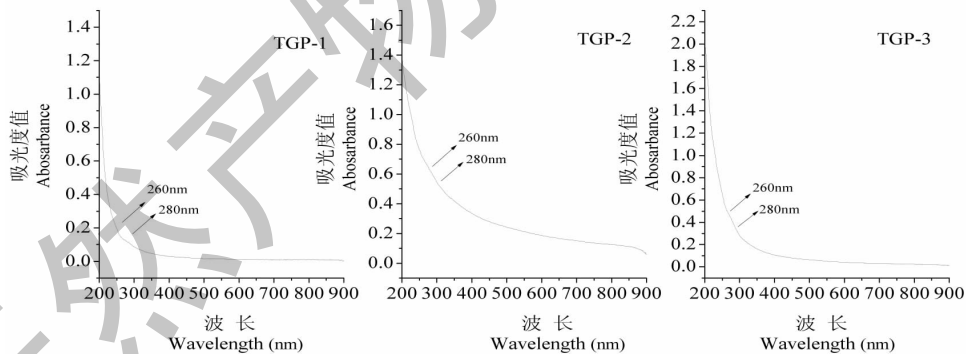 TGP-1
1.4
1.2
1.0
0.8
0.6
0.4
0.2
0.0
吸光度值
Abosarbance
260nm
280nm
200 300 400 500 600 700 800 900
波 长
Wavelength (nm)
TGP-2
1.6
1.4
1.2
1.0
0.8
0.6
0.4
0.2
0.0
吸光度值
Abosarbance
260nm
280nm
200 300 400 500 600 700 800 900
波 长
Wavelength (nm)
TGP-3
2.2
2.0
1.8
1.6
1.4
1.2
1.0
0.8
0.6
0.4
0.2
0.0
吸光度值
Abosarbance
260nm
280nm
200 300 400 500 600 700 800 900
波 长
Wavelength (nm)
然产物